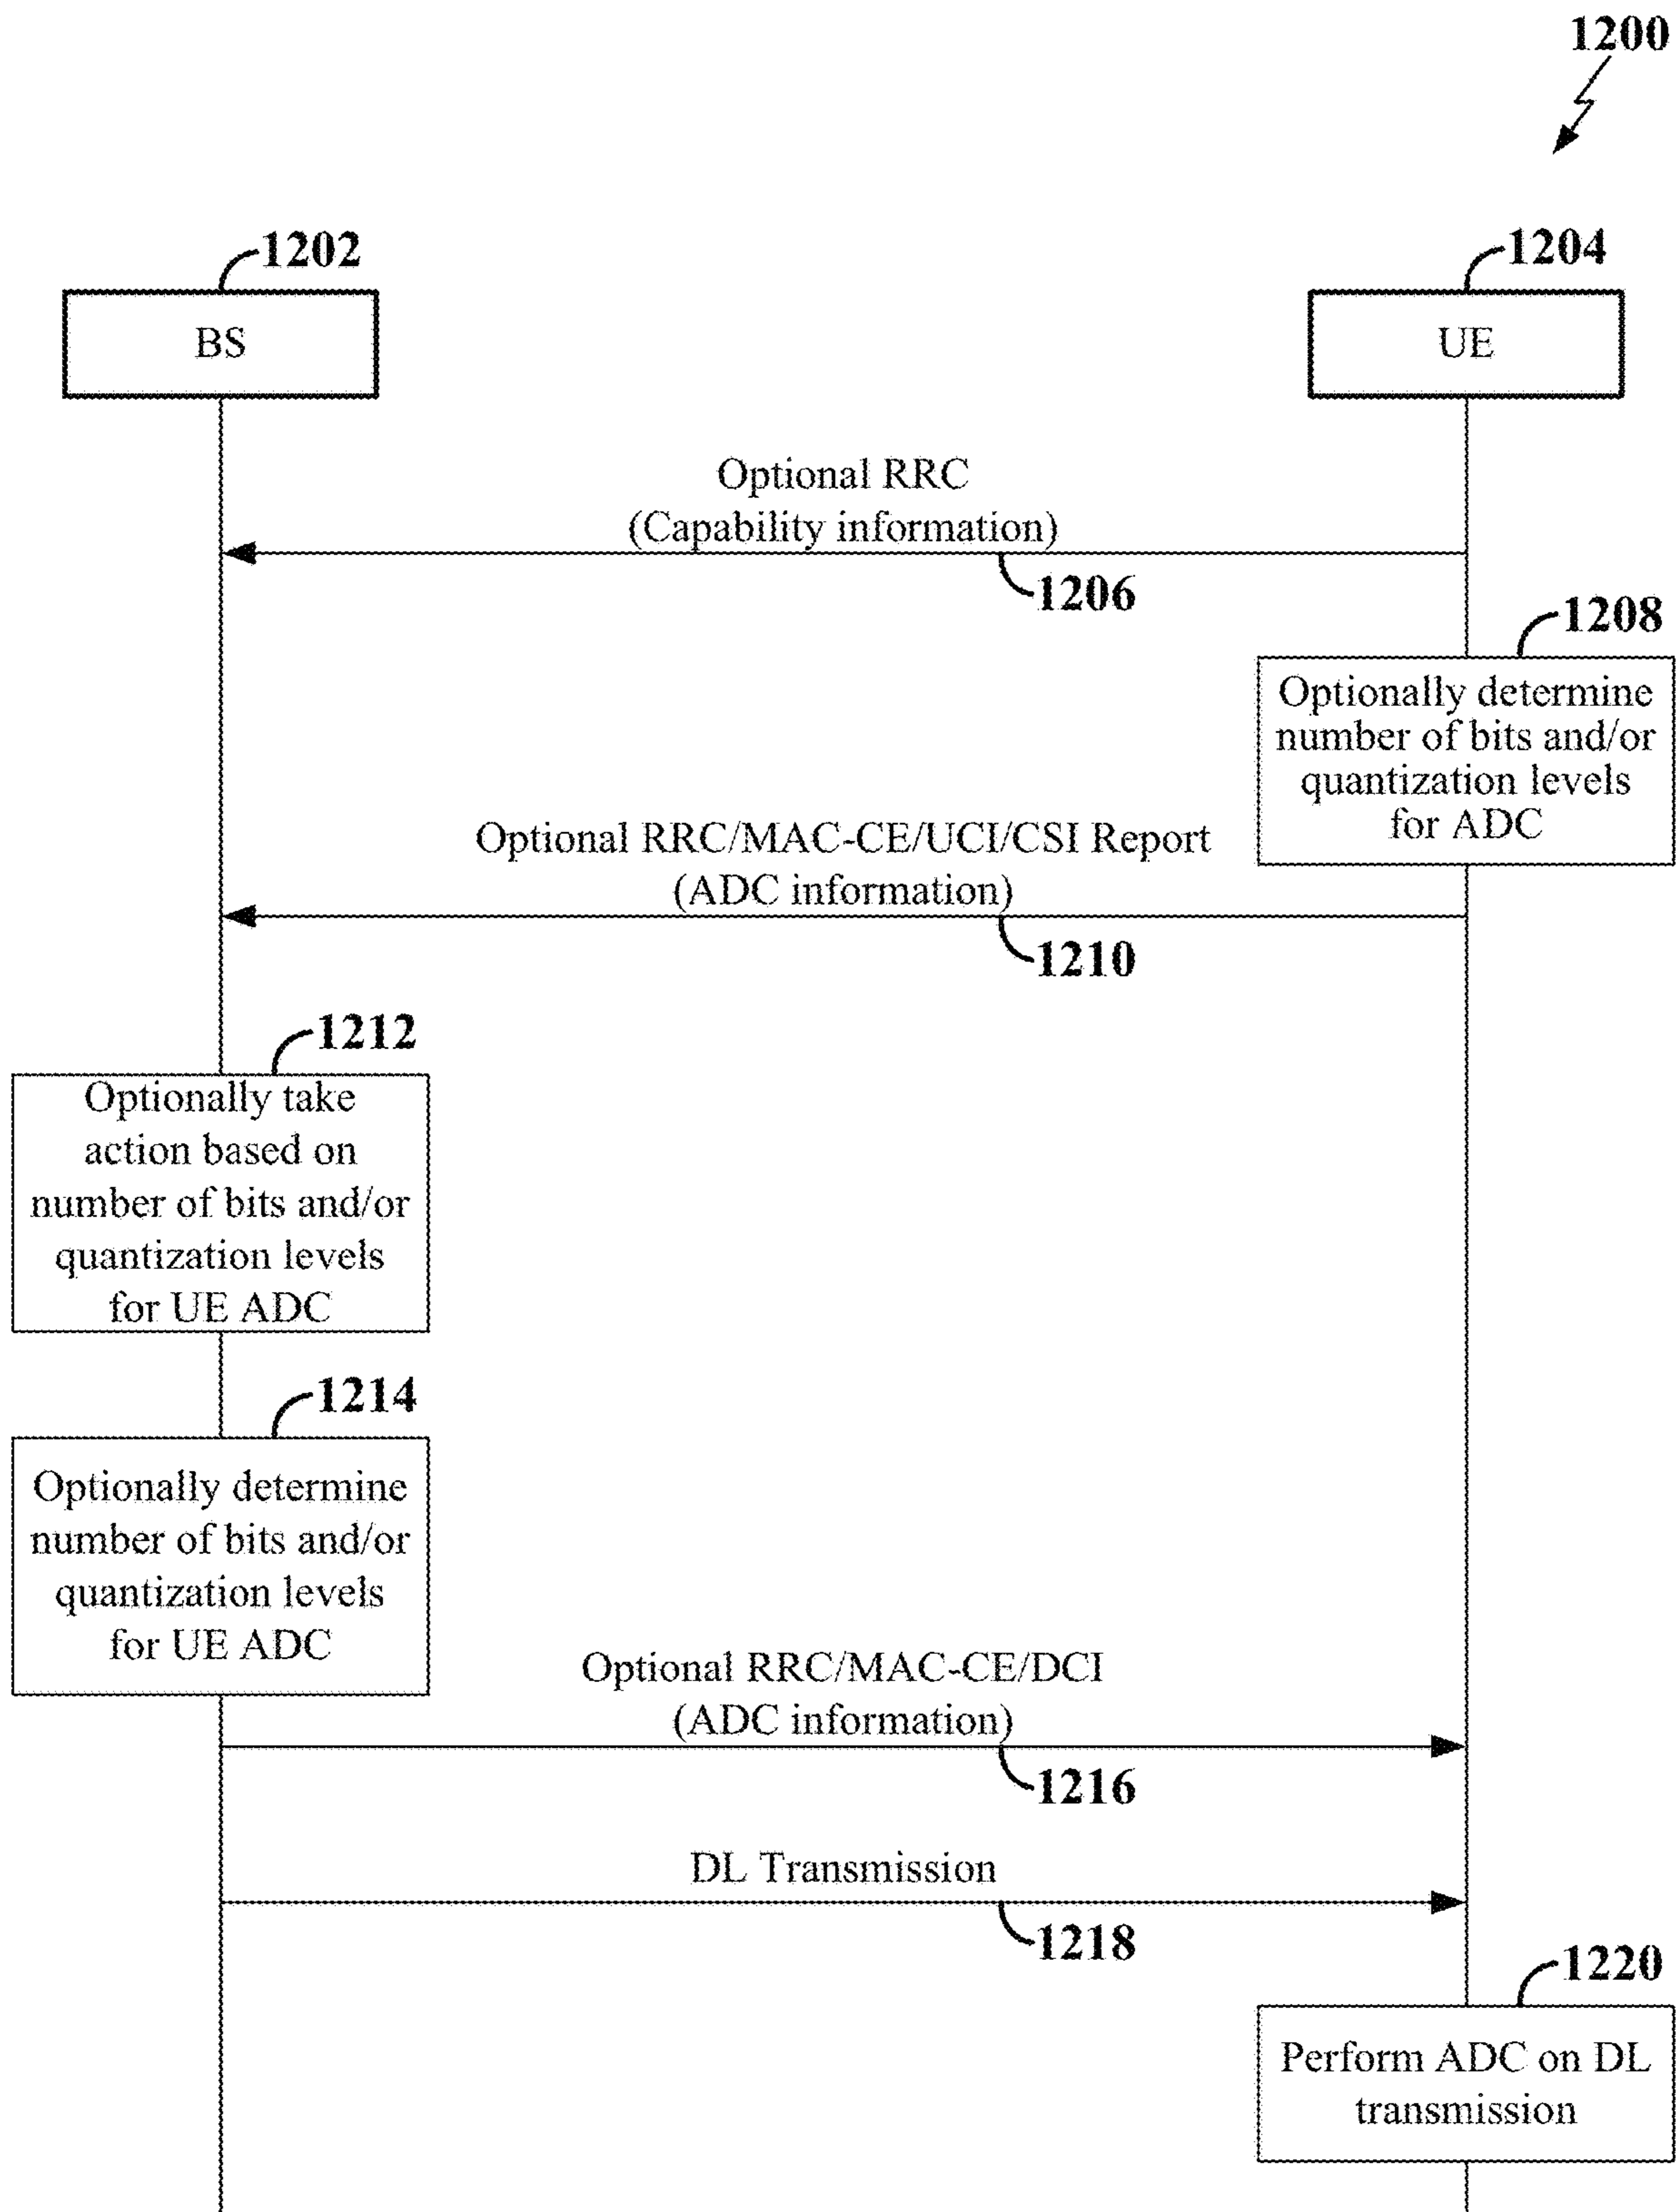 1200
1202
1204
BS
UE
Optional RRC
(Capability information)
1206
1208
Optionally determine
number of bits and/or
quantization levels
for ADC
Optional RRC/MAC-CE/UCI/CSI Report
(ADC information)
1210
1212
Optionally take
action based on
number of bits and/or
quantization levels
for UE ADC
1214
Optionally determine
number of bits and/or
quantization levels
for UE ADC
Optional RRC/MAC-CE/DCI
(ADC information)
1216
DL Transmission
1218
1220
Perform ADC on DL
transmission